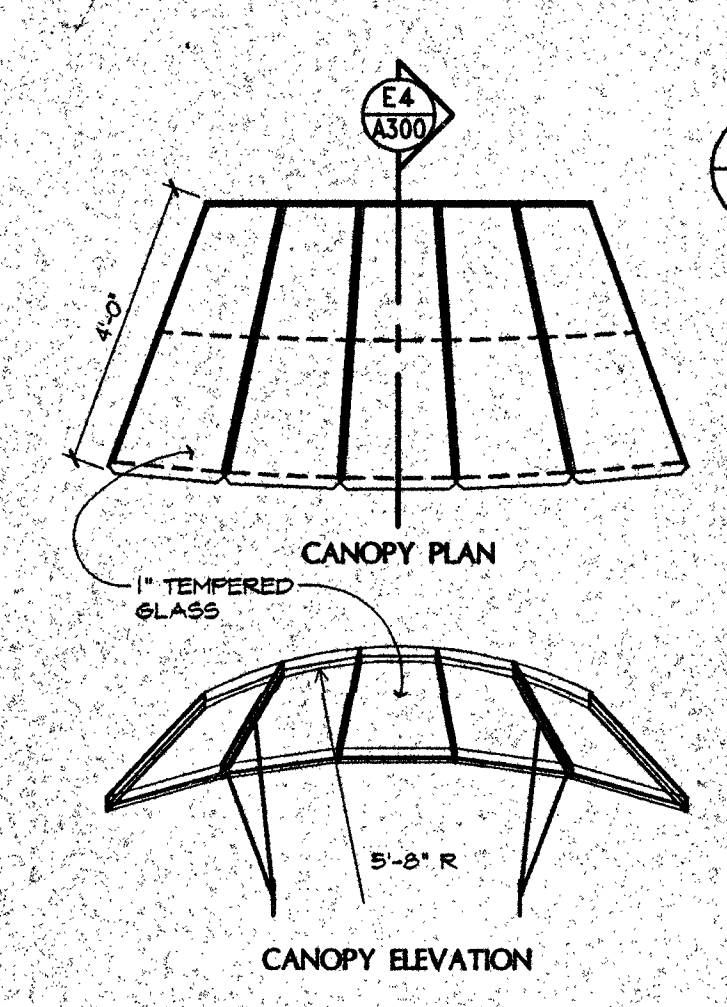 E4
A300
4'-0"
CANOPY PLAN
1" TEMPERED
GLASS
5'-8" R
CANOPY ELEVATION